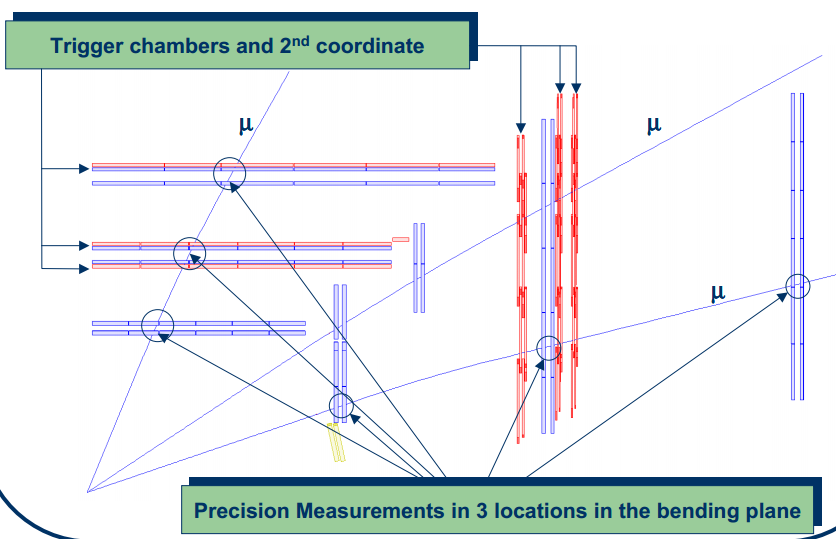 Trigger chambers and 2nd coordinate
μ
μ
μ
Precision Measurements in 3 locations in the bending plane